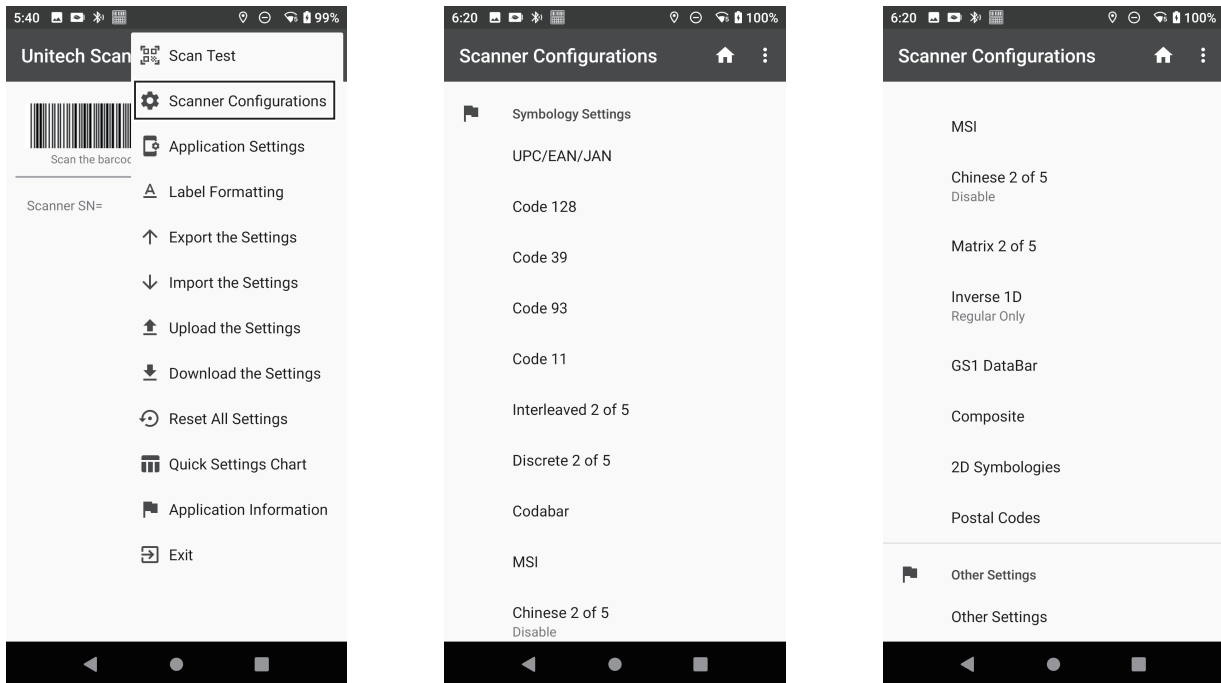 5:40
99%
Unitech Scan
Scan Test
Scanner Configurations
Application Settings
Scan the barcod
Label Formatting
Scanner SN=
Export the Settings
Import the Settings
Upload the Settings
Download the Settings
Reset All Settings
Quick Settings Chart
Application Information
Exit
6:20
100%
Scanner Configurations
Symbology Settings
UPC/EAN/JAN
Code 128
Code 39
Code 93
Code 11
Interleaved 2 of 5
Discrete 2 of 5
Codabar
MSI
Chinese 2 of 5
Disable
6:20
100%
Scanner Configurations
MSI
Chinese 2 of 5
Disable
Matrix 2 of 5
Inverse 1D
Regular Only
GS1 DataBar
Composite
2D Symbologies
Postal Codes
Other Settings
Other Settings